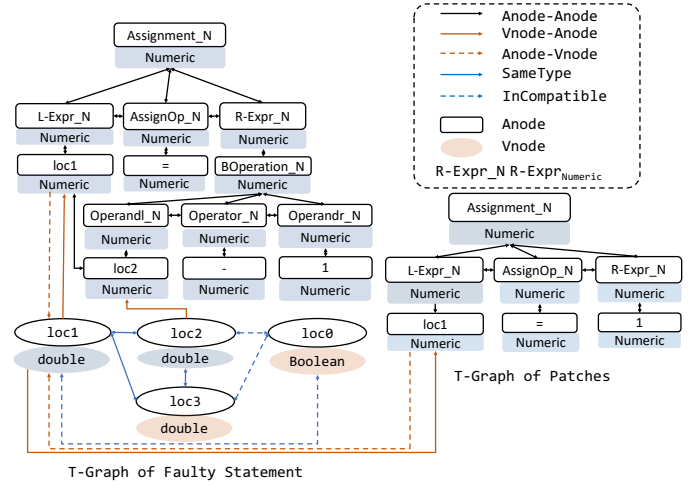 Assignment_N
Numeric
L-Expr_N
AssignOp_N
R-Expr_N
Numeric
Numeric
Numeric
loc1
=
BOperation_N
Numeric
Numeric
Numeric
Operandl_N
Operator_N
Operandr_N
Numeric
Numeric
Numeric
loc2
-
1
Numeric
Numeric
Numeric
loc1
loc2
loc0
double
double
Boolean
loc3
double
T-Graph of Faulty Statement
Anode-Anode
Vnode-Anode
Anode-Vnode
SameType
InCompatible
Anode
Vnode
R-Expr_N R-Expr Numeric
Assignment_N
Numeric
L-Expr_N
AssignOp_N
R-Expr_N
Numeric
Numeric
Numeric
loc1
=
1
Numeric
Numeric
Numeric
T-Graph of Patches